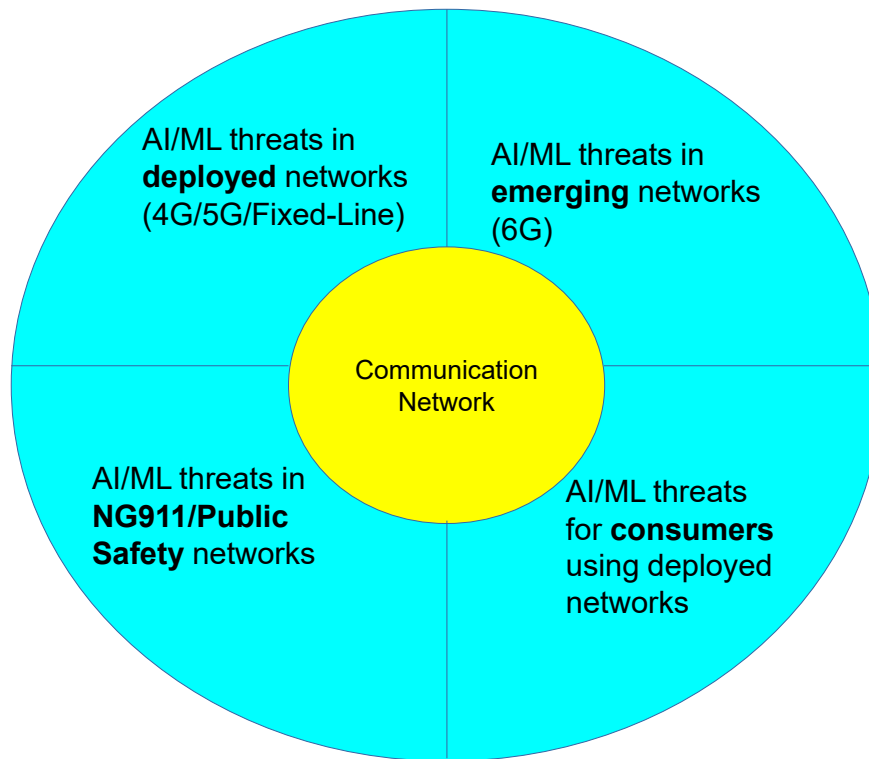 AI/ML threats in
deployed networks
(4G/5G/Fixed-Line)
AI/ML threats in
emerging networks
(6G)
Communication
Network
AI/ML threats in
NG911/Public
Safety networks
AI/ML threats
for consumers
using deployed
networks